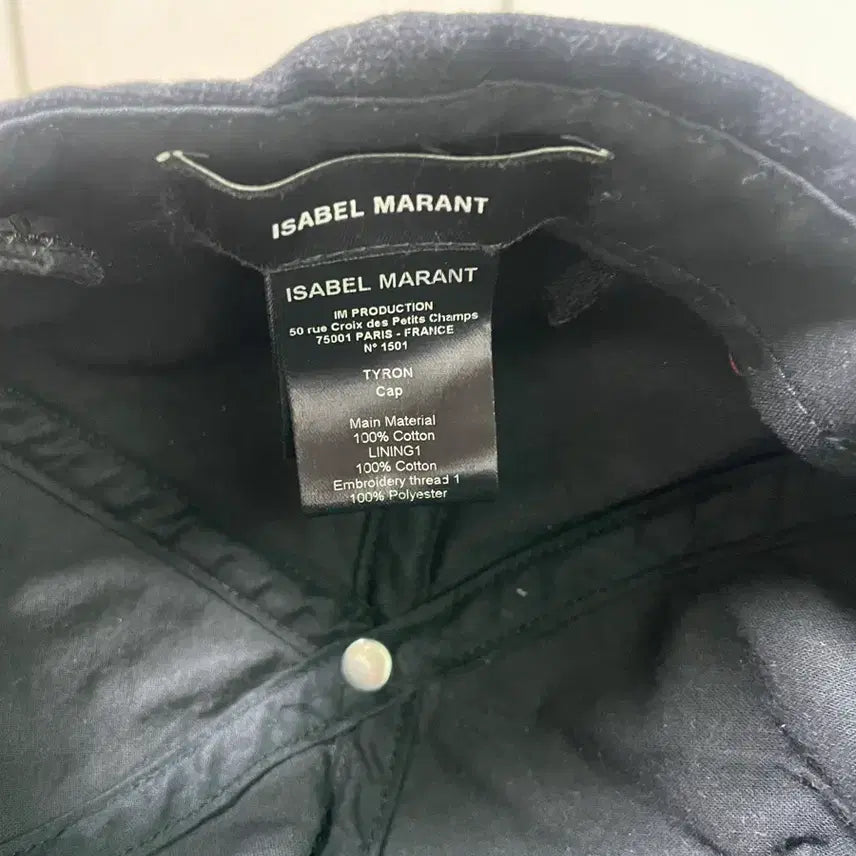 ISABEL MARANT
ISABEL MARANT
IM PRODUCTION
50 rue Croix des Petits Champs
75001 PARIS - FRANCE
N° 1501
TYRON
Cap
Main Material
100% Cotton
LINING1
100% Cotton
Embroidery thread 1
100% Polyester